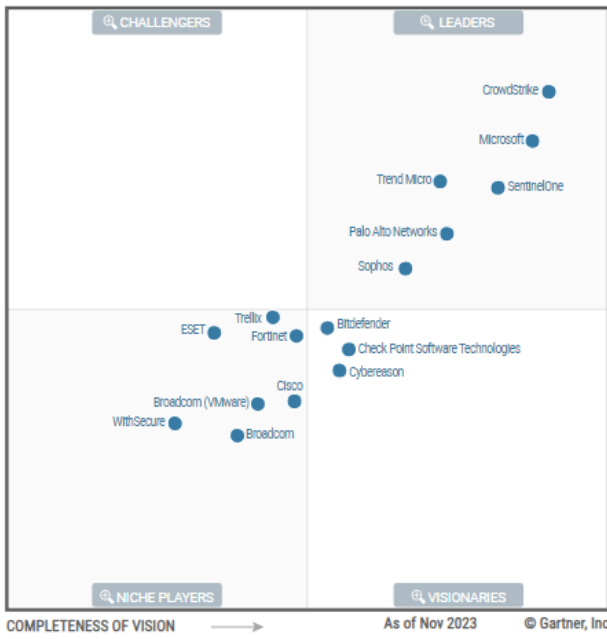 CHALLENGERS
LEADERS
CrowdStrike
Microsoft
Trend Micro
SentinelOne
Palo Alto Networks
Sophos
Trellix
Bitdefender
ESET
Fortinet
Check Point Software Technologies
Cybereason
Cisco
Broadcom (VMware)
WithSecure
Broadcom
NICHE PLAYERS
VISIONARIES
COMPLETENESS OF VISION
As of Nov 2023
© Gartner, Inc